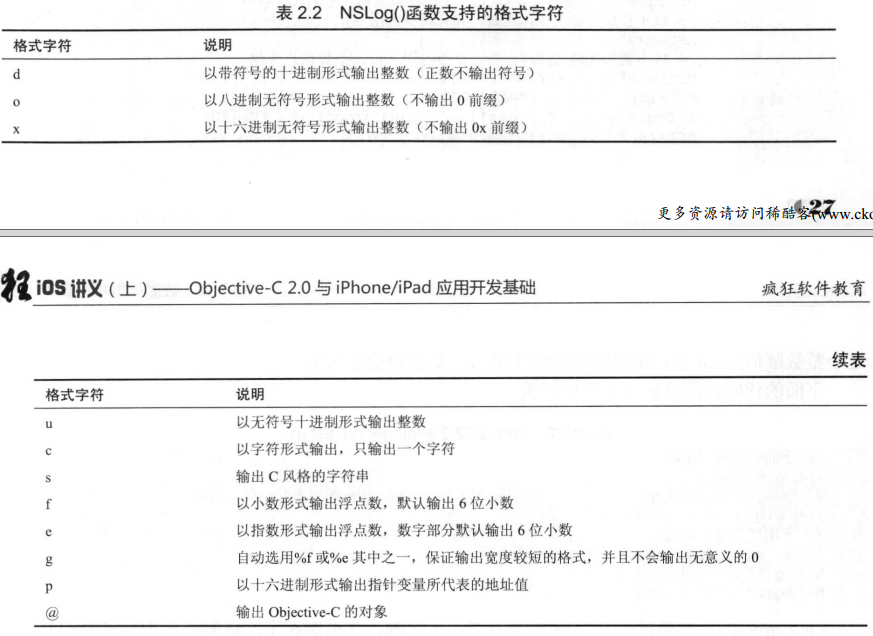 表 2.2 NSLog()函数支持的格式字符
格式字符 说明
d 以带符号的十进制形式输出整数（正数不输出符号）
o 以八进制无符号形式输出整数（不输出 0 前缀）
x 以十六进制无符号形式输出整数（不输出 0x 前缀）
27
更多资源请访问稀酷客(www.cko
狂 iOS 讲义（上）——Objective-C 2.0 与 iPhone/iPad 应用开发基础 疯狂软件教育
续表
格式字符 说明
u 以无符号十进制形式输出整数
c 以字符形式输出，只输出一个字符
s 输出 C 风格的字符串
f 以小数形式输出浮点数，默认输出 6 位小数
e 以指数形式输出浮点数，数字部分默认输出 6 位小数
g 自动选用%f 或%e 其中之一，保证输出宽度较短的格式，并且不会输出无意义的 0
p 以十六进制形式输出指针变量所代表的地址值
@ 输出 Objective-C 的对象